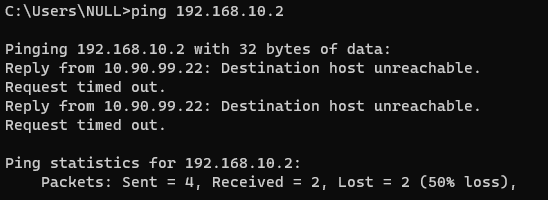 C:\Users\NULL>ping 192.168.10.2
Pinging 192.168.10.2 with 32 bytes of data:
Reply from 10.90.99.22: Destination host unreachable.
Request timed out.
Reply from 10.90.99.22: Destination host unreachable.
Request timed out.
Ping statistics for 192.168.10.2:
    Packets: Sent = 4, Received = 2, Lost = 2 (50% loss),